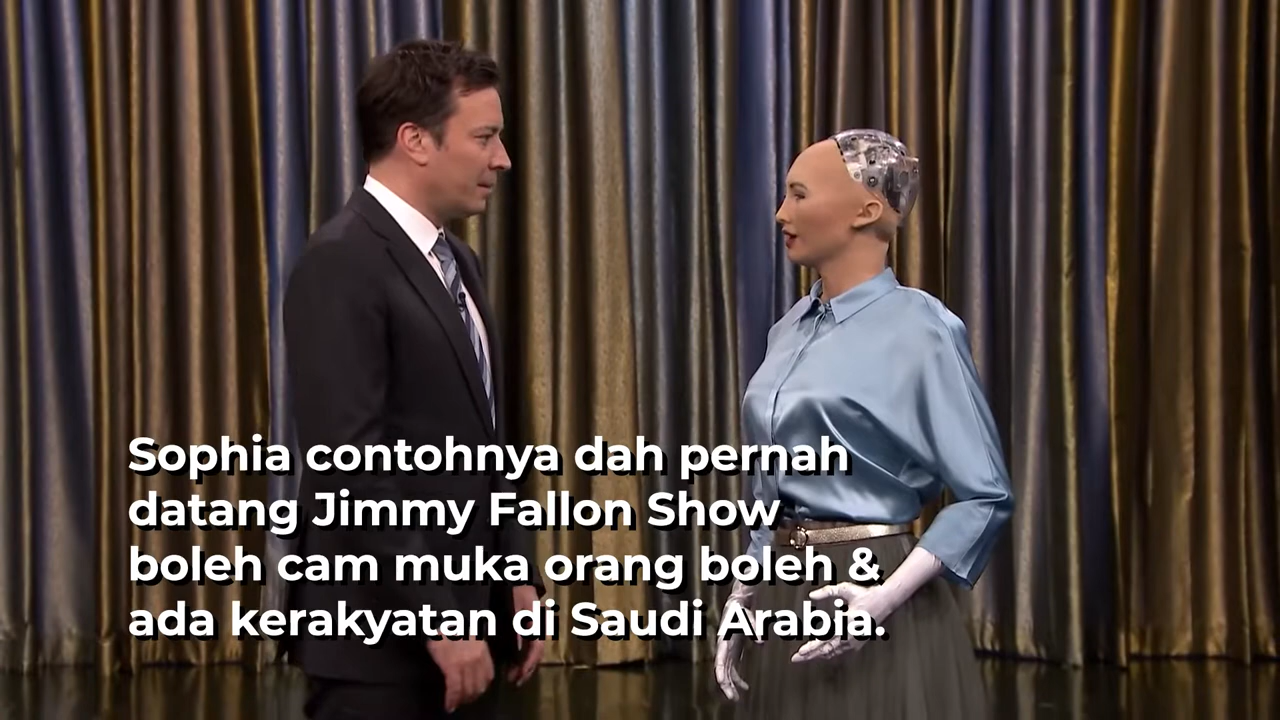 Sophia contohnya dah pernah
datang Jimmy Fallon Show
boleh cam muka orang boleh &
ada kerakyatan di Saudi Arabia.